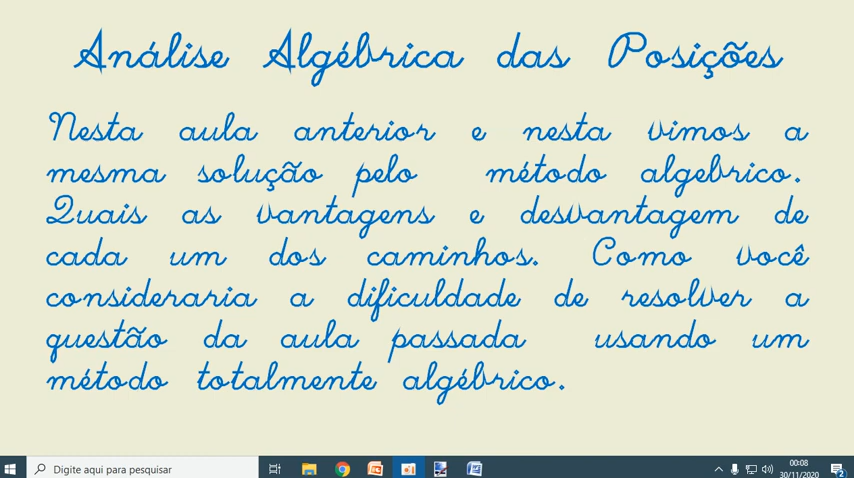 Análise Algébrica das Posições
Nesta aula anterior e nesta vimos a
mesma solução pelo método algebrico.
Quais as vantagens e desvantagem de
cada um dos caminhos. Como você
consideraria a dificuldade de resolver a
questão da aula passada usando um
método totalmente algébrico.
Digite aqui para pesquisar
00:08
30/11/2020
2